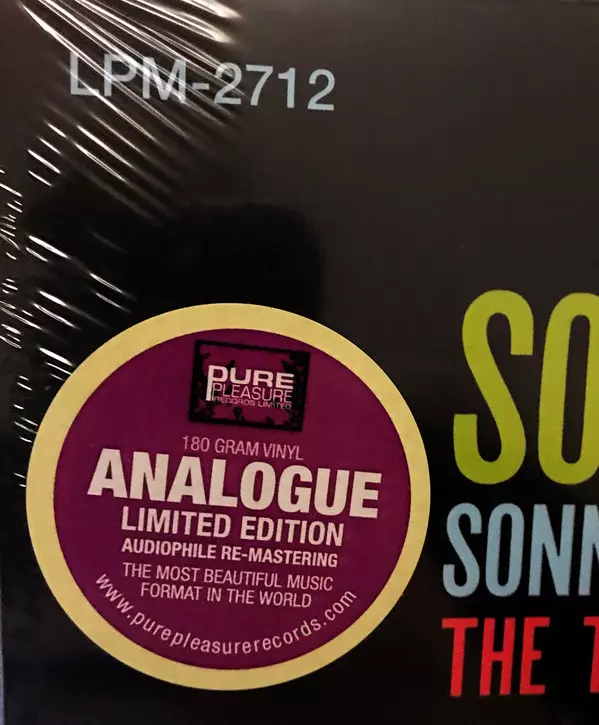 LPM-2712
SO
SONN
THE T
PURE
PLEASURE
RECORDS LIMITED
180 GRAM VINYL
ANALOGUE
LIMITED EDITION
AUDIOPHILE RE-MASTERING
THE MOST BEAUTIFUL MUSIC
FORMAT IN THE WORLD
www.purepleasurerecords.com